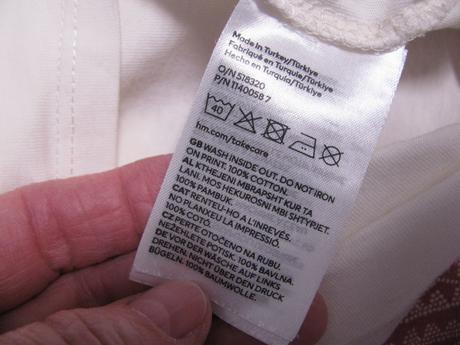 Made in Turkey/Türkiye
Fabriqué en Turquie/Türkiye
Hecho en Turquía/Türkiye
O/N 518320
P/N 1140058 7
40
hm.com/takecare
GB WASH INSIDE OUT. DO NOT IRON
ON PRINT. 100% COTTON.
AL KTHEJENI MBRAPSHT KUR TA
LANI. MOS HEKUROSNI MBI SHTYPJET.
100% PAMBUK.
CAT RENTEU-HO A L'INREVÉS.
NO PLANXEU LA IMPRESSIÓ.
100% COTÓ.
CZ PERTE OTOČENO NA RUBU.
NEŽEHLETE POTISK. 100% BAVLNA.
DE VOR DER WÄSCHE AUF LINKS
DREHEN. NICHT ÜBER DEN DRUCK
BÜGELN. 100% BAUMWOLLE.